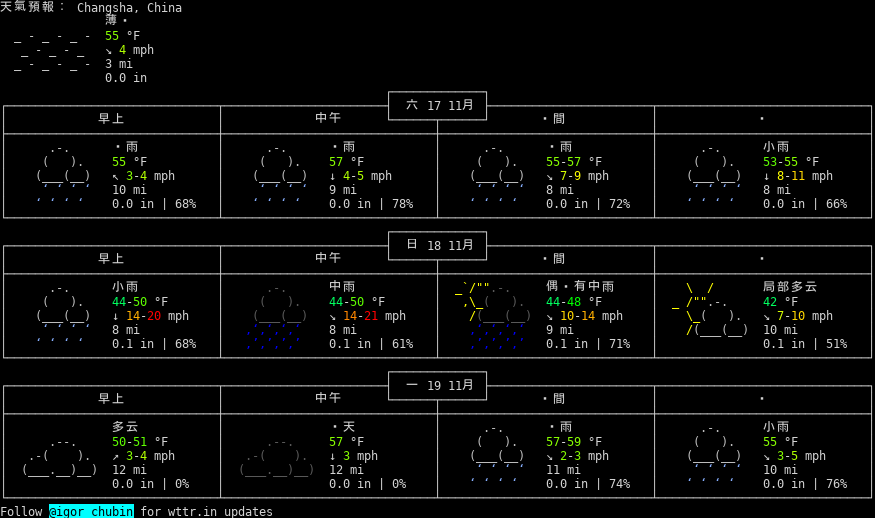 天氣預報： Changsha, China
薄・
55 °F
↘ 4 mph
3 mi
0.0 in
六 17 11月
早上 中午 ・間 ・
・雨 ・雨 ・雨 小雨
55 °F 57 °F 55-57 °F 53-55 °F
↖ 3-4 mph ↓ 4-5 mph ↘ 7-9 mph ↓ 8-11 mph
10 mi 9 mi 8 mi 8 mi
0.0 in | 68% 0.0 in | 78% 0.0 in | 72% 0.0 in | 66%
日 18 11月
早上 中午 ・間 ・
小雨 中雨 偶・有中雨 局部多云
44-50 °F 44-50 °F 44-48 °F 42 °F
↓ 14-20 mph ↘ 14-21 mph ↘ 10-14 mph ↘ 7-10 mph
8 mi 8 mi 9 mi 10 mi
0.1 in | 68% 0.1 in | 61% 0.1 in | 71% 0.1 in | 51%
一 19 11月
早上 中午 ・間 ・
多云 ・天 ・雨 小雨
50-51 °F 57 °F 57-59 °F 55 °F
↗ 3-4 mph ↓ 3 mph ↘ 2-3 mph ↘ 3-5 mph
12 mi 12 mi 11 mi 10 mi
0.0 in | 0% 0.0 in | 0% 0.0 in | 74% 0.0 in | 76%
Follow @igor_chubin for wttr.in updates